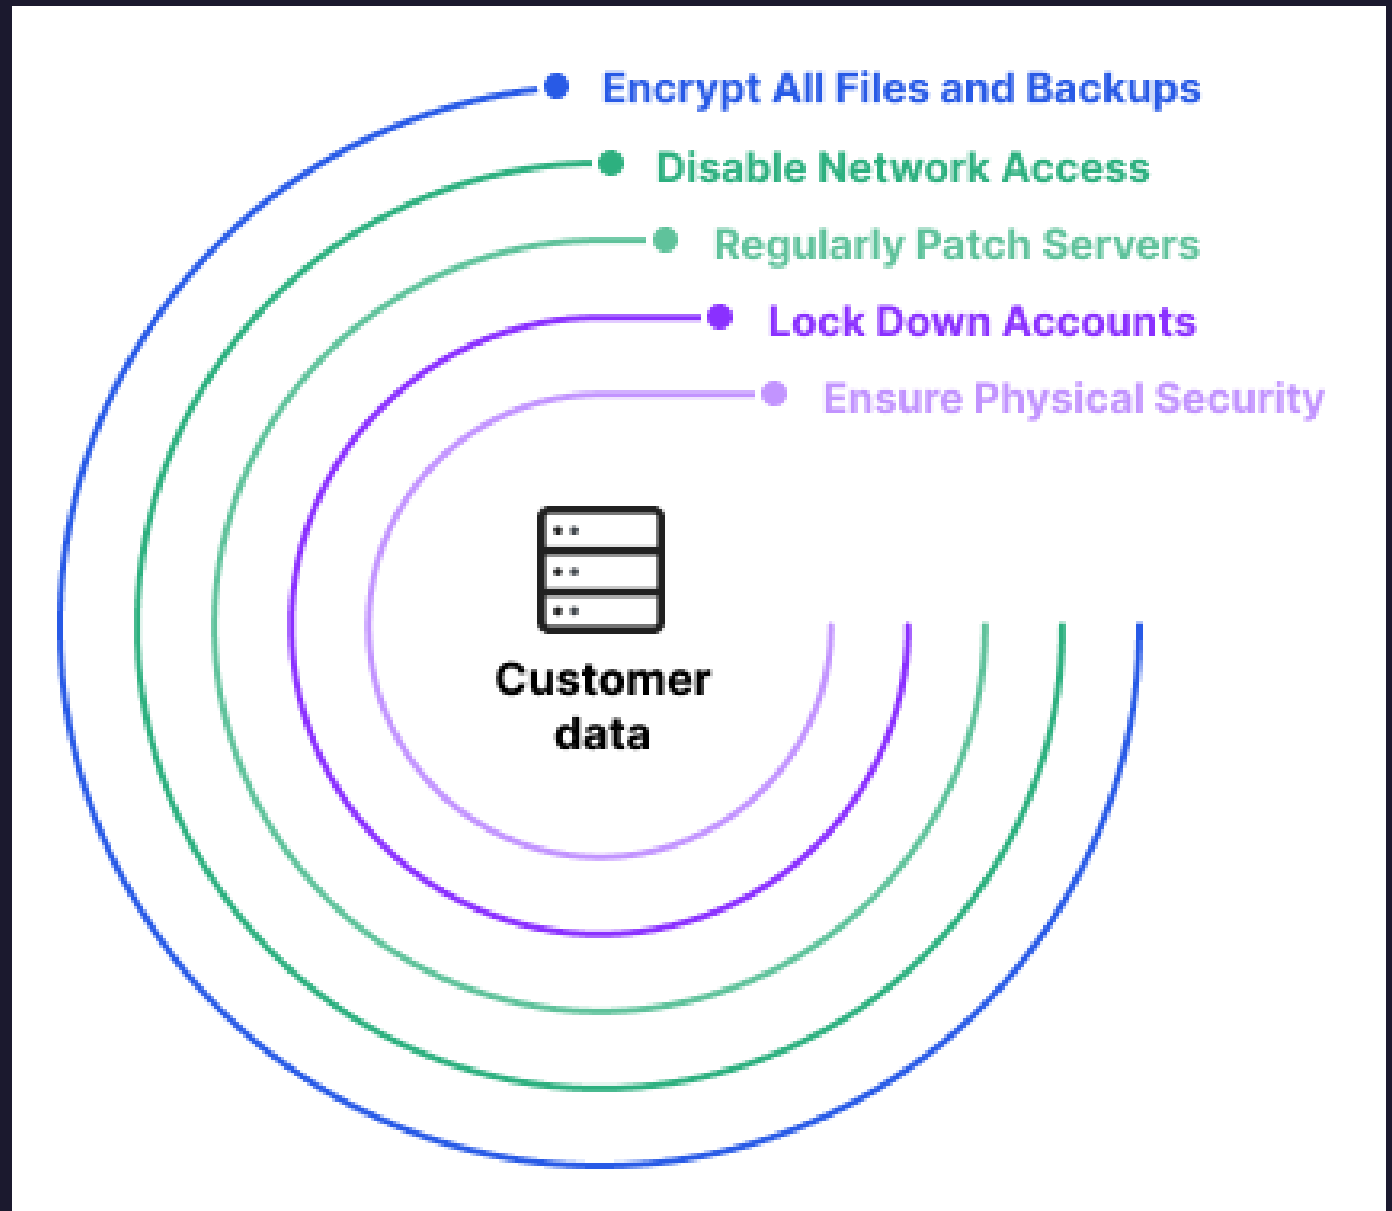 Encrypt All Files and Backups
Disable Network Access
Regularly Patch Servers
Lock Down Accounts
Ensure Physical Security
Customer
data